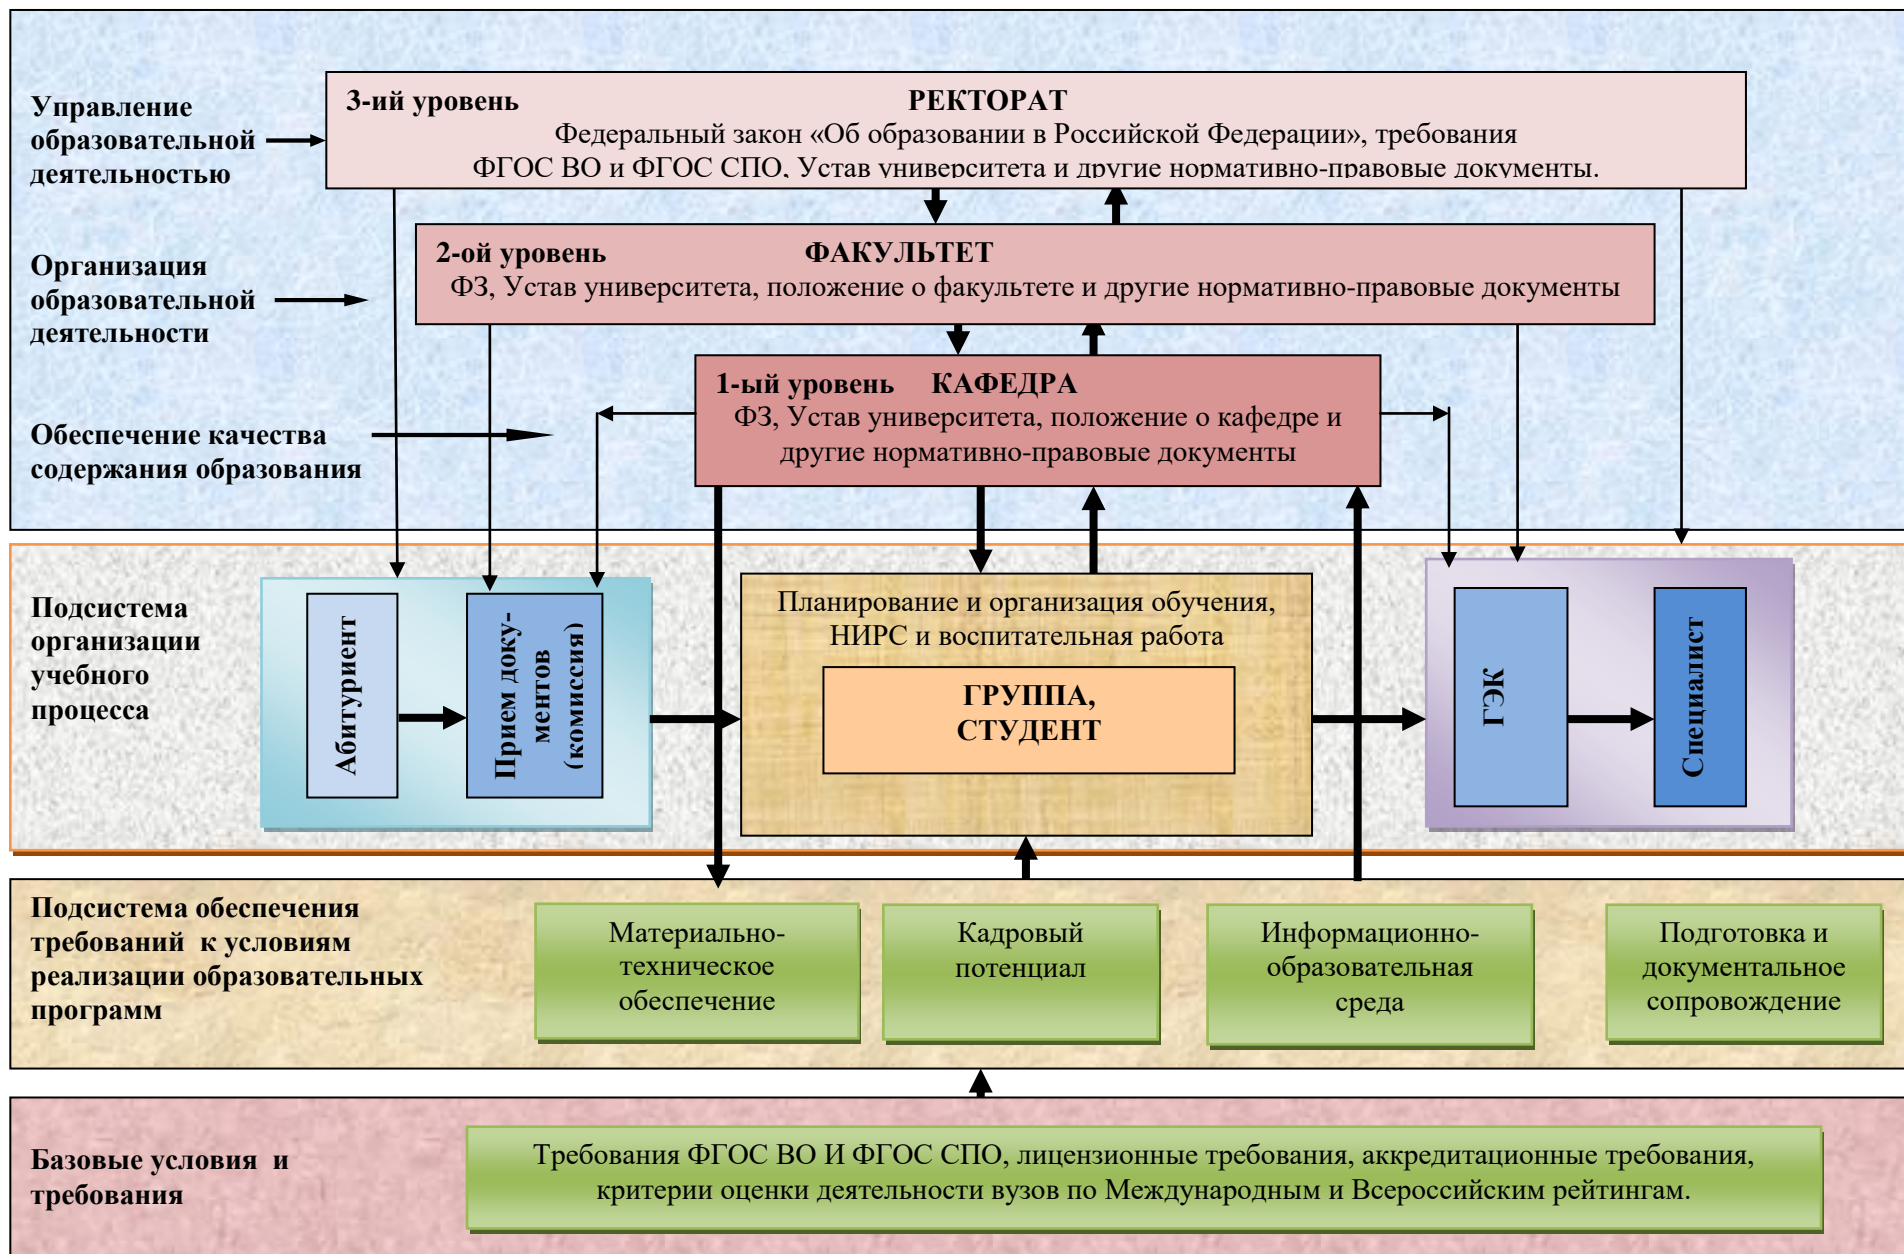 Управление
образовательной
деятельностью
3-ий уровень РЕКТОРАТ
Федеральный закон «Об образовании в Российской Федерации», требования
ФГОС ВО и ФГОС СПО, Устав университета и другие нормативно-правовые документы.
Организация
образовательной
деятельности
2-ой уровень ФАКУЛЬТЕТ
ФЗ, Устав университета, положение о факультете и другие нормативно-правовые документы
Обеспечение качества
содержания образования
1-ый уровень КАФЕДРА
ФЗ, Устав университета, положение о кафедре и
другие нормативно-правовые документы
Подсистема
организации
учебного
процесса
Абитуриент
Прием доку-
ментов
(комиссия)
Планирование и организация обучения,
НИРС и воспитательная работа
ГРУППА,
СТУДЕНТ
ГЭК
Специалист
Подсистема обеспечения
требований к условиям
реализации образовательных
программ
Материально-
техническое
обеспечение
Кадровый
потенциал
Информационно-
образовательная
среда
Подготовка и
документальное
сопровождение
Базовые условия и
требования
Требования ФГОС ВО И ФГОС СПО, лицензионные требования, аккредитационные требования,
критерии оценки деятельности вузов по Международным и Всероссийским рейтингам.